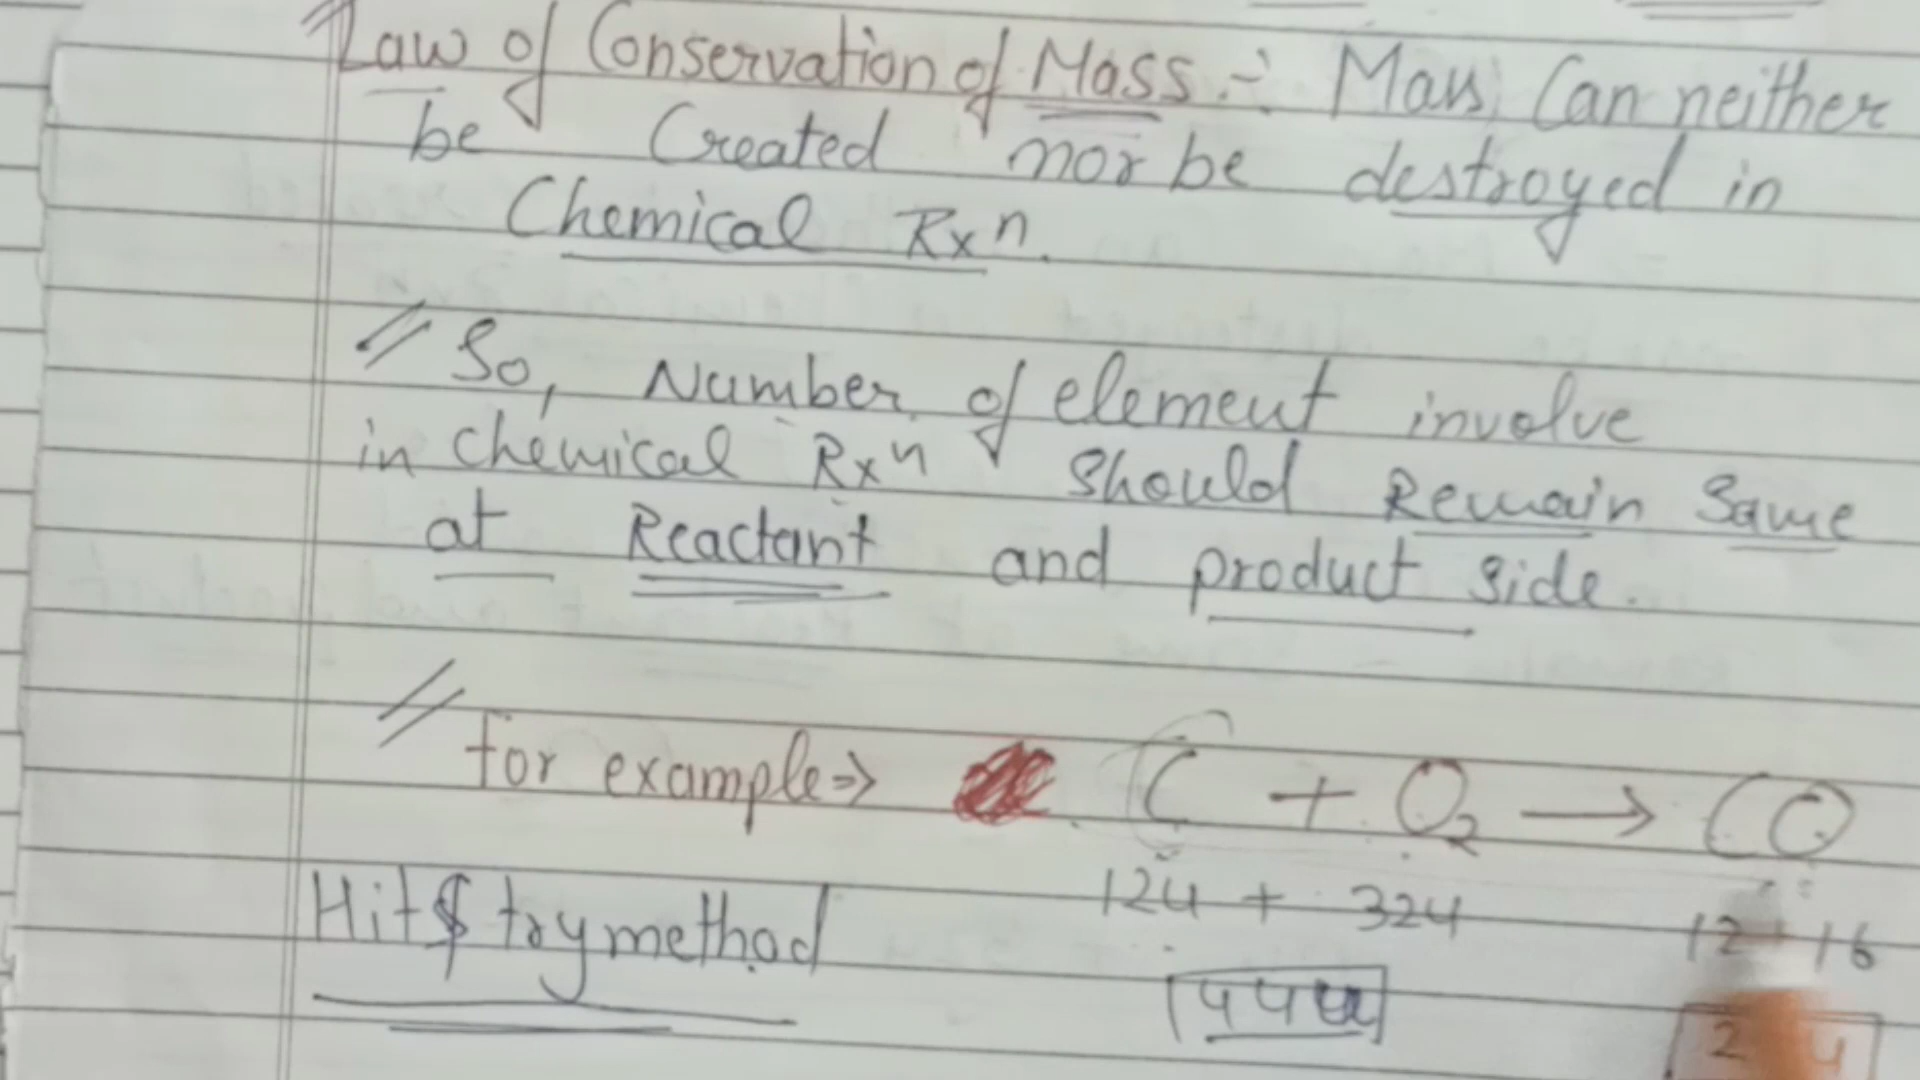 Law of Conservation of Mass :- Mass Can neither
be Created nor be destroyed in
Chemical Rxn.
So, Number of element involve
in chemical Rxn should Remain Same
at Reactant and product side.
for example⇒ C + O₂ → CO
12u + 32u 12+16
Hit & try method
44u